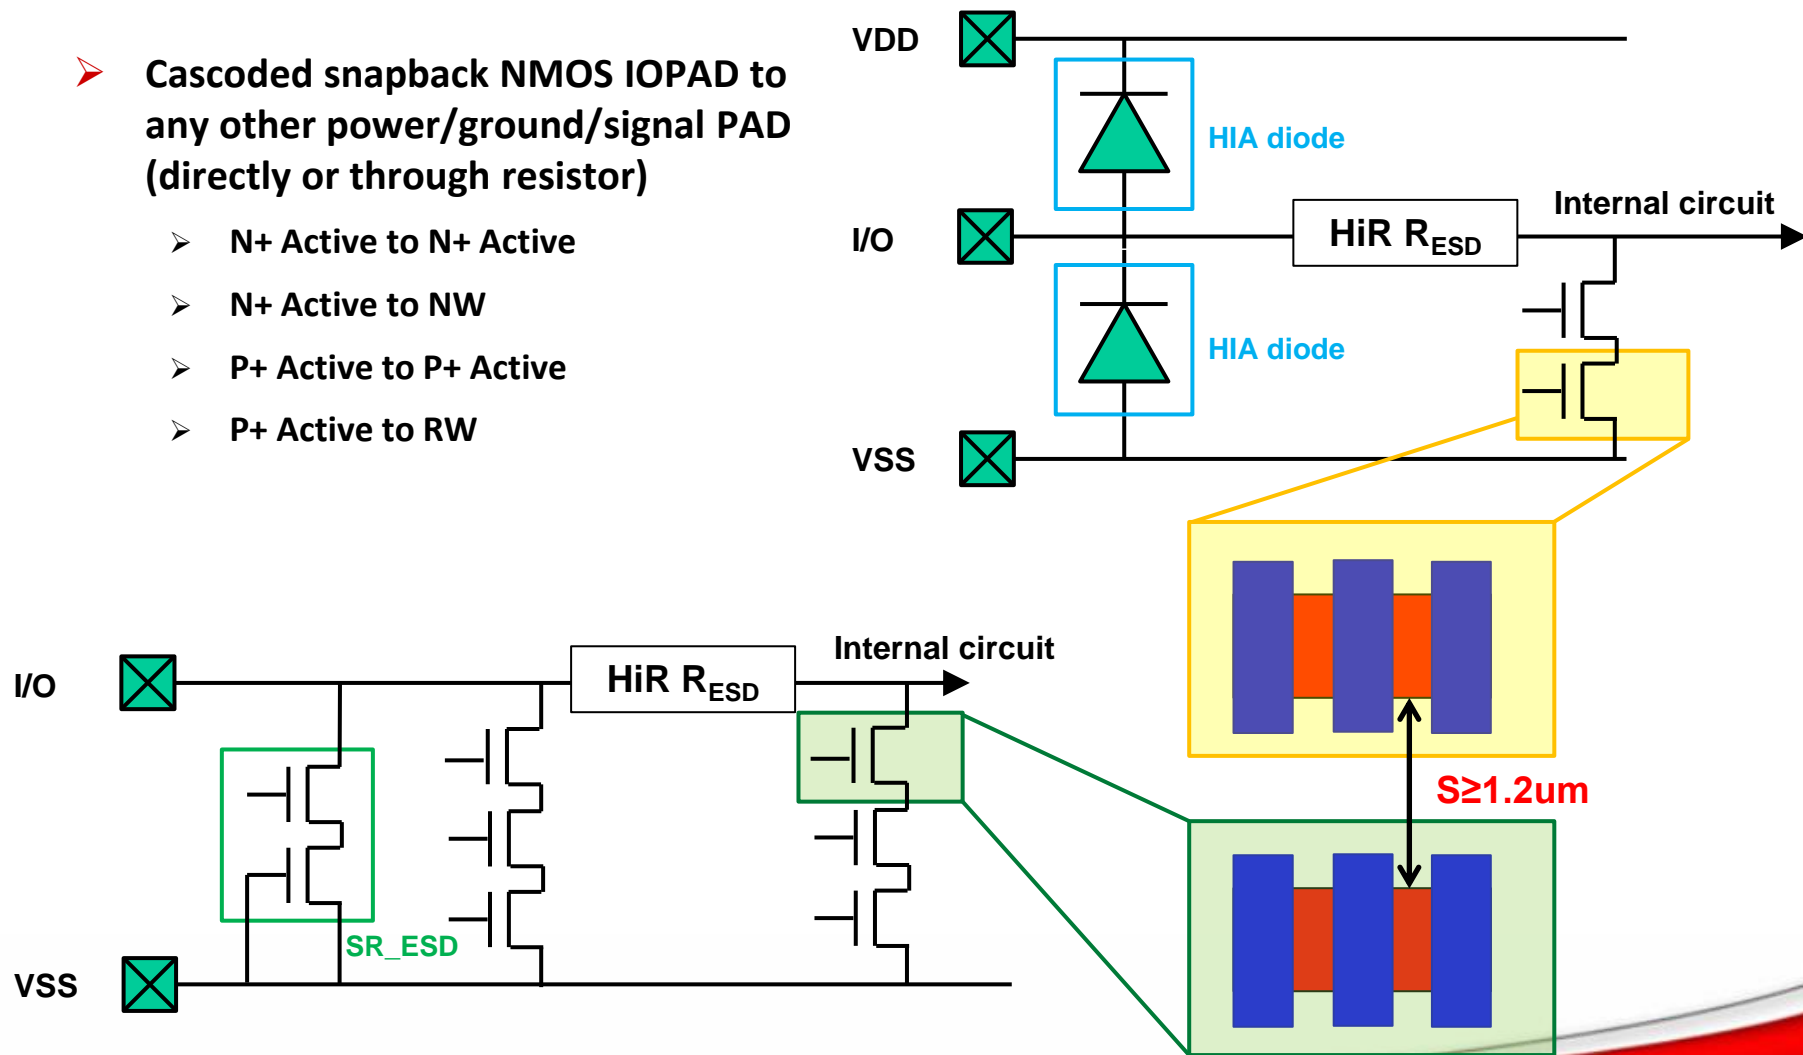 Cascoded snapback NMOS IOPAD to
any other power/ground/signal PAD
(directly or through resistor)
N+ Active to N+ Active
N+ Active to NW
P+ Active to P+ Active
P+ Active to RW
VDD
HIA diode
I/O
HiR RESD
Internal circuit
HIA diode
VSS
I/O
HiR RESD
Internal circuit
SR_ESD
VSS
S≥1.2um